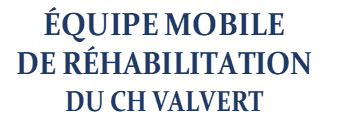 ÉQUIPE MOBILE
DE RÉHABILITATION
DU CH VALVERT